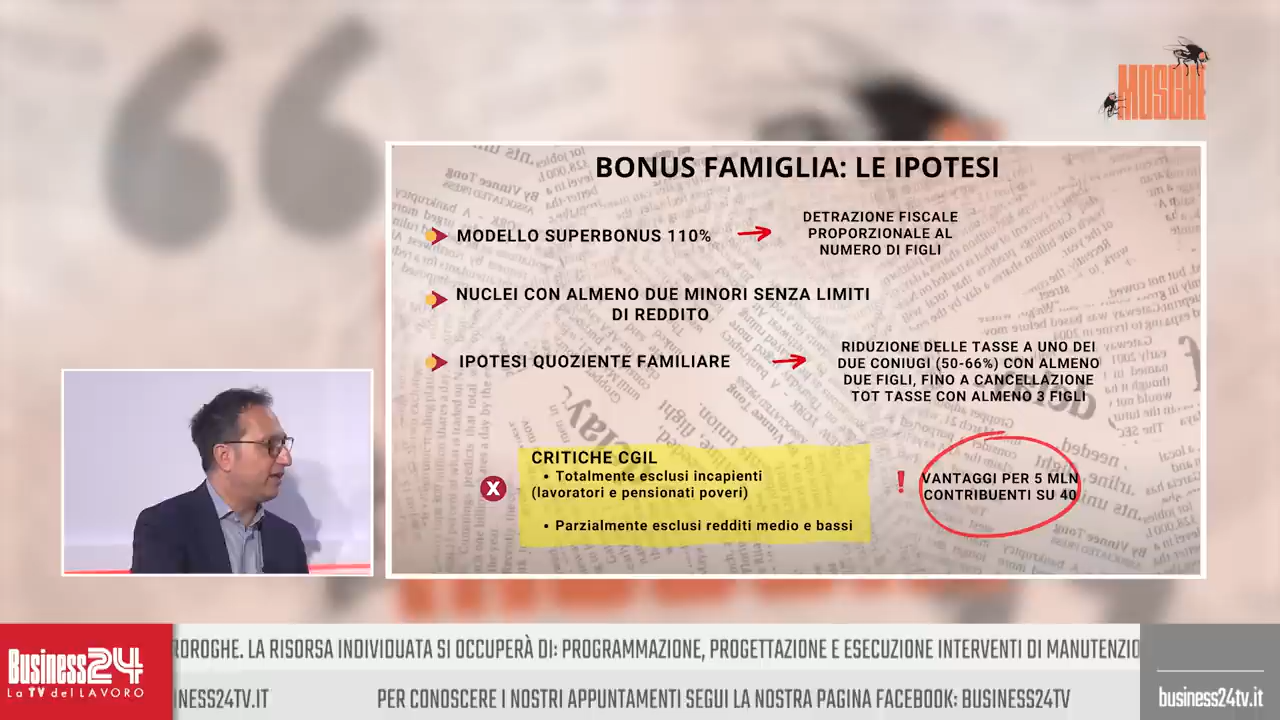 MOSCHE
BONUS FAMIGLIA: LE IPOTESI
MODELLO SUPERBONUS 110%
DETRAZIONE FISCALE
PROPORZIONALE AL
NUMERO DI FIGLI
NUCLEI CON ALMENO DUE MINORI SENZA LIMITI
DI REDDITO
IPOTESI QUOZIENTE FAMILIARE
RIDUZIONE DELLE TASSE A UNO DEI
DUE CONIUGI (50-66%) CON ALMENO
DUE FIGLI, FINO A CANCELLAZIONE
TOT TASSE CON ALMENO 3 FIGLI
CRITICHE CGIL
• Totalmente esclusi incapienti
(lavoratori e pensionati poveri)
• Parzialmente esclusi redditi medio e bassi
X
!
VANTAGGI PER 5 MLN
CONTRIBUENTI SU 40
Business24
La TV del LAVORO
ROROGHE. LA RISORSA INDIVIDUATA SI OCCUPERÀ DI: PROGRAMMAZIONE, PROGETTAZIONE E ESECUZIONE INTERVENTI DI MANUTENZIO
INESS24TV.IT PER CONOSCERE I NOSTRI APPUNTAMENTI SEGUI LA NOSTRA PAGINA FACEBOOK: BUSINESS24TV
business24tv.it